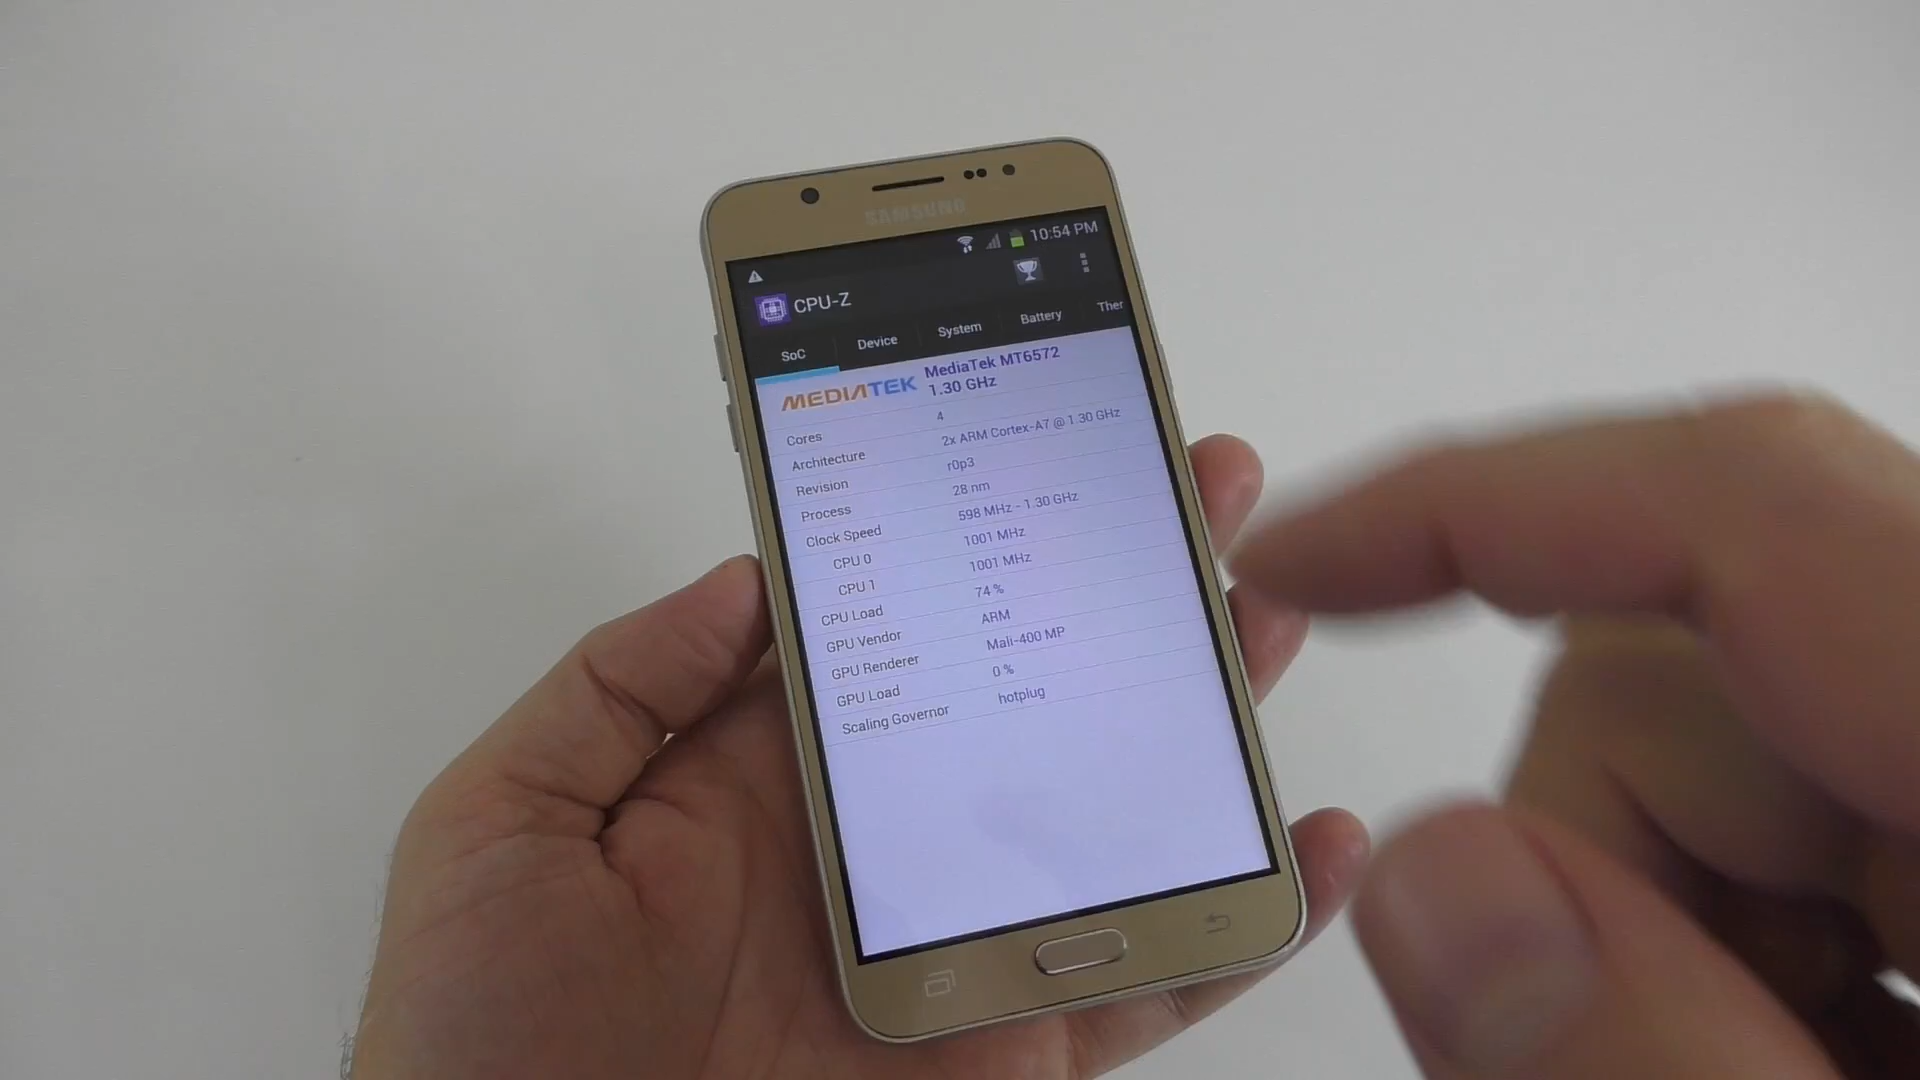 SAMSUNG
10:54 PM
CPU-Z
SoC Device System Battery Ther
MEDIATEK MediaTek MT6572
1.30 GHz
Cores 4
Architecture 2x ARM Cortex-A7 @ 1.30 GHz
Revision r0p3
Process 28 nm
Clock Speed 598 MHz - 1.30 GHz
CPU 0 1001 MHz
CPU 1 1001 MHz
CPU Load 74 %
GPU Vendor ARM
GPU Renderer Mali-400 MP
GPU Load 0 %
Scaling Governor hotplug